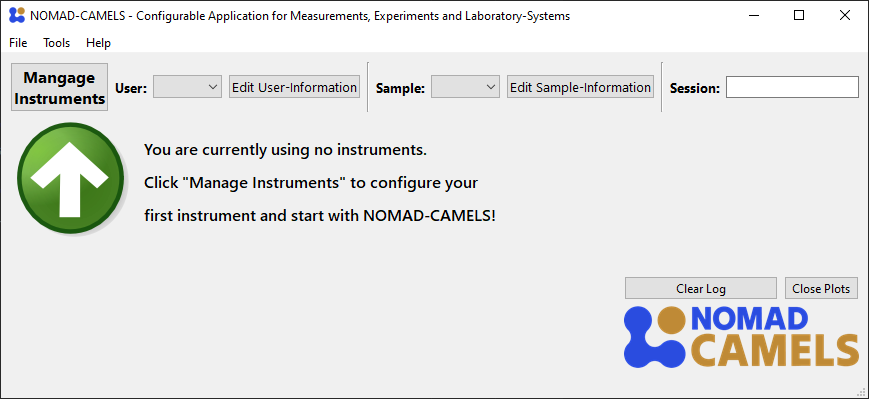 NOMAD-CAMELS - Configurable Application for Measurements, Experiments and Laboratory-Systems
File Tools Help
Mangage
Instruments
User: Edit User-Information Sample: Edit Sample-Information Session:
You are currently using no instruments.
Click "Manage Instruments" to configure your
first instrument and start with NOMAD-CAMELS!
Clear Log Close Plots
NOMAD
CAMELS